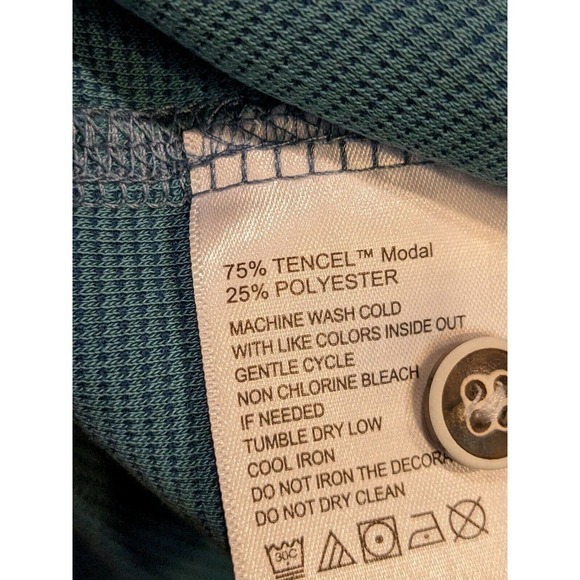 75% TENCEL™ Modal
25% POLYESTER
MACHINE WASH COLD
WITH LIKE COLORS INSIDE OUT
GENTLE CYCLE
NON CHLORINE BLEACH
IF NEEDED
TUMBLE DRY LOW
COOL IRON
DO NOT IRON THE
DO NOT DRY CLEAN
30C